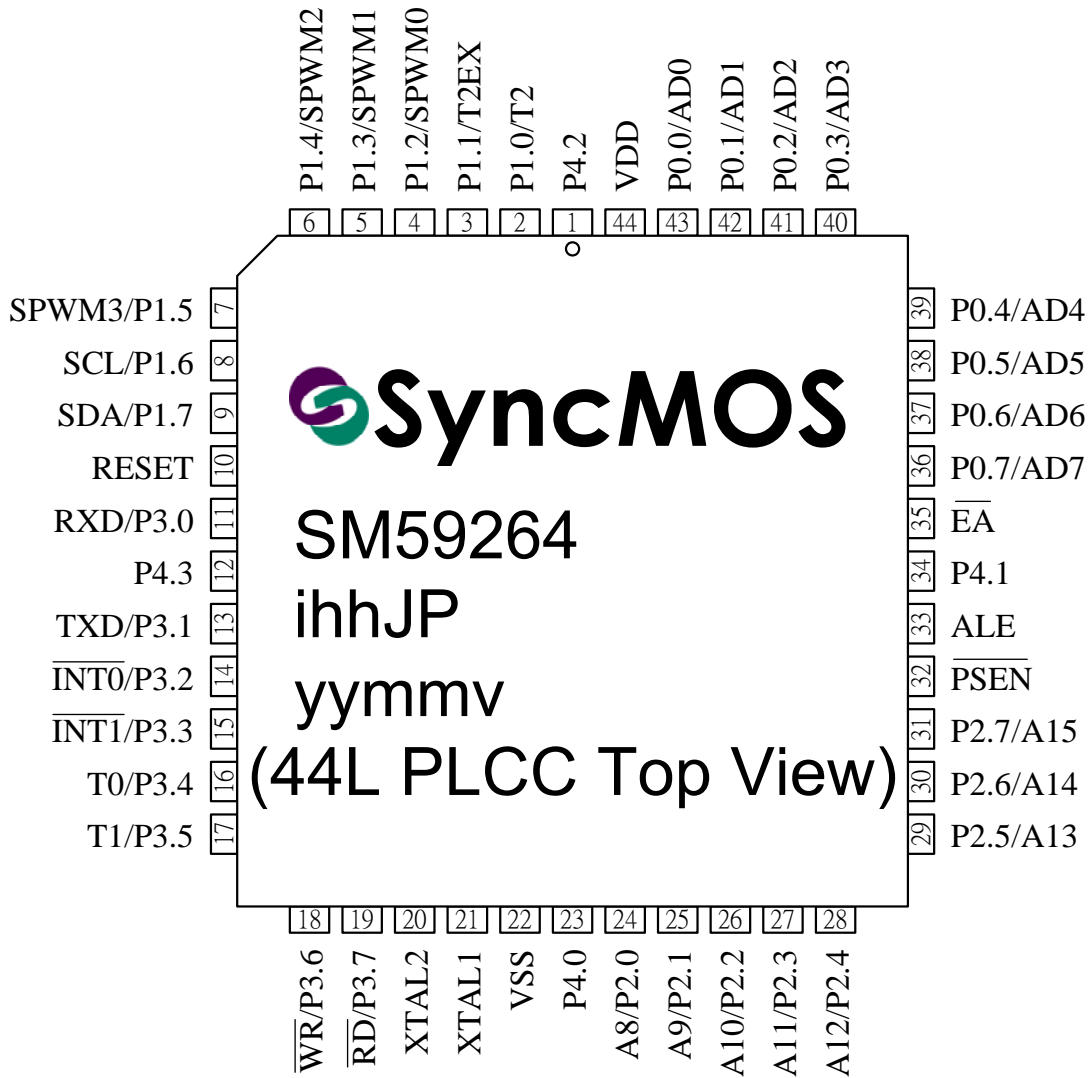 P1.4/SPWM2
P1.3/SPWM1
P1.2/SPWM0
P1.1/T2EX
P1.0/T2
P4.2
VDD
P0.0/AD0
P0.1/AD1
P0.2/AD2
P0.3/AD3
6 5 4 3 2 1 44 43 42 41 40
SPWM3/P1.5 7
SCL/P1.6 8
SDA/P1.7 9
RESET 10
RXD/P3.0 11
P4.3 12
TXD/P3.1 13
INT0/P3.2 14
INT1/P3.3 15
T0/P3.4 16
T1/P3.5 17
SyncMOS
SM59264
ihhJP
yymmv
(44L PLCC Top View)
39 P0.4/AD4
38 P0.5/AD5
37 P0.6/AD6
36 P0.7/AD7
35 EA
34 P4.1
33 ALE
32 PSEN
31 P2.7/A15
30 P2.6/A14
29 P2.5/A13
18 19 20 21 22 23 24 25 26 27 28
WR/P3.6
RD/P3.7
XTAL2
XTAL1
VSS
P4.0
A8/P2.0
A9/P2.1
A10/P2.2
A11/P2.3
A12/P2.4